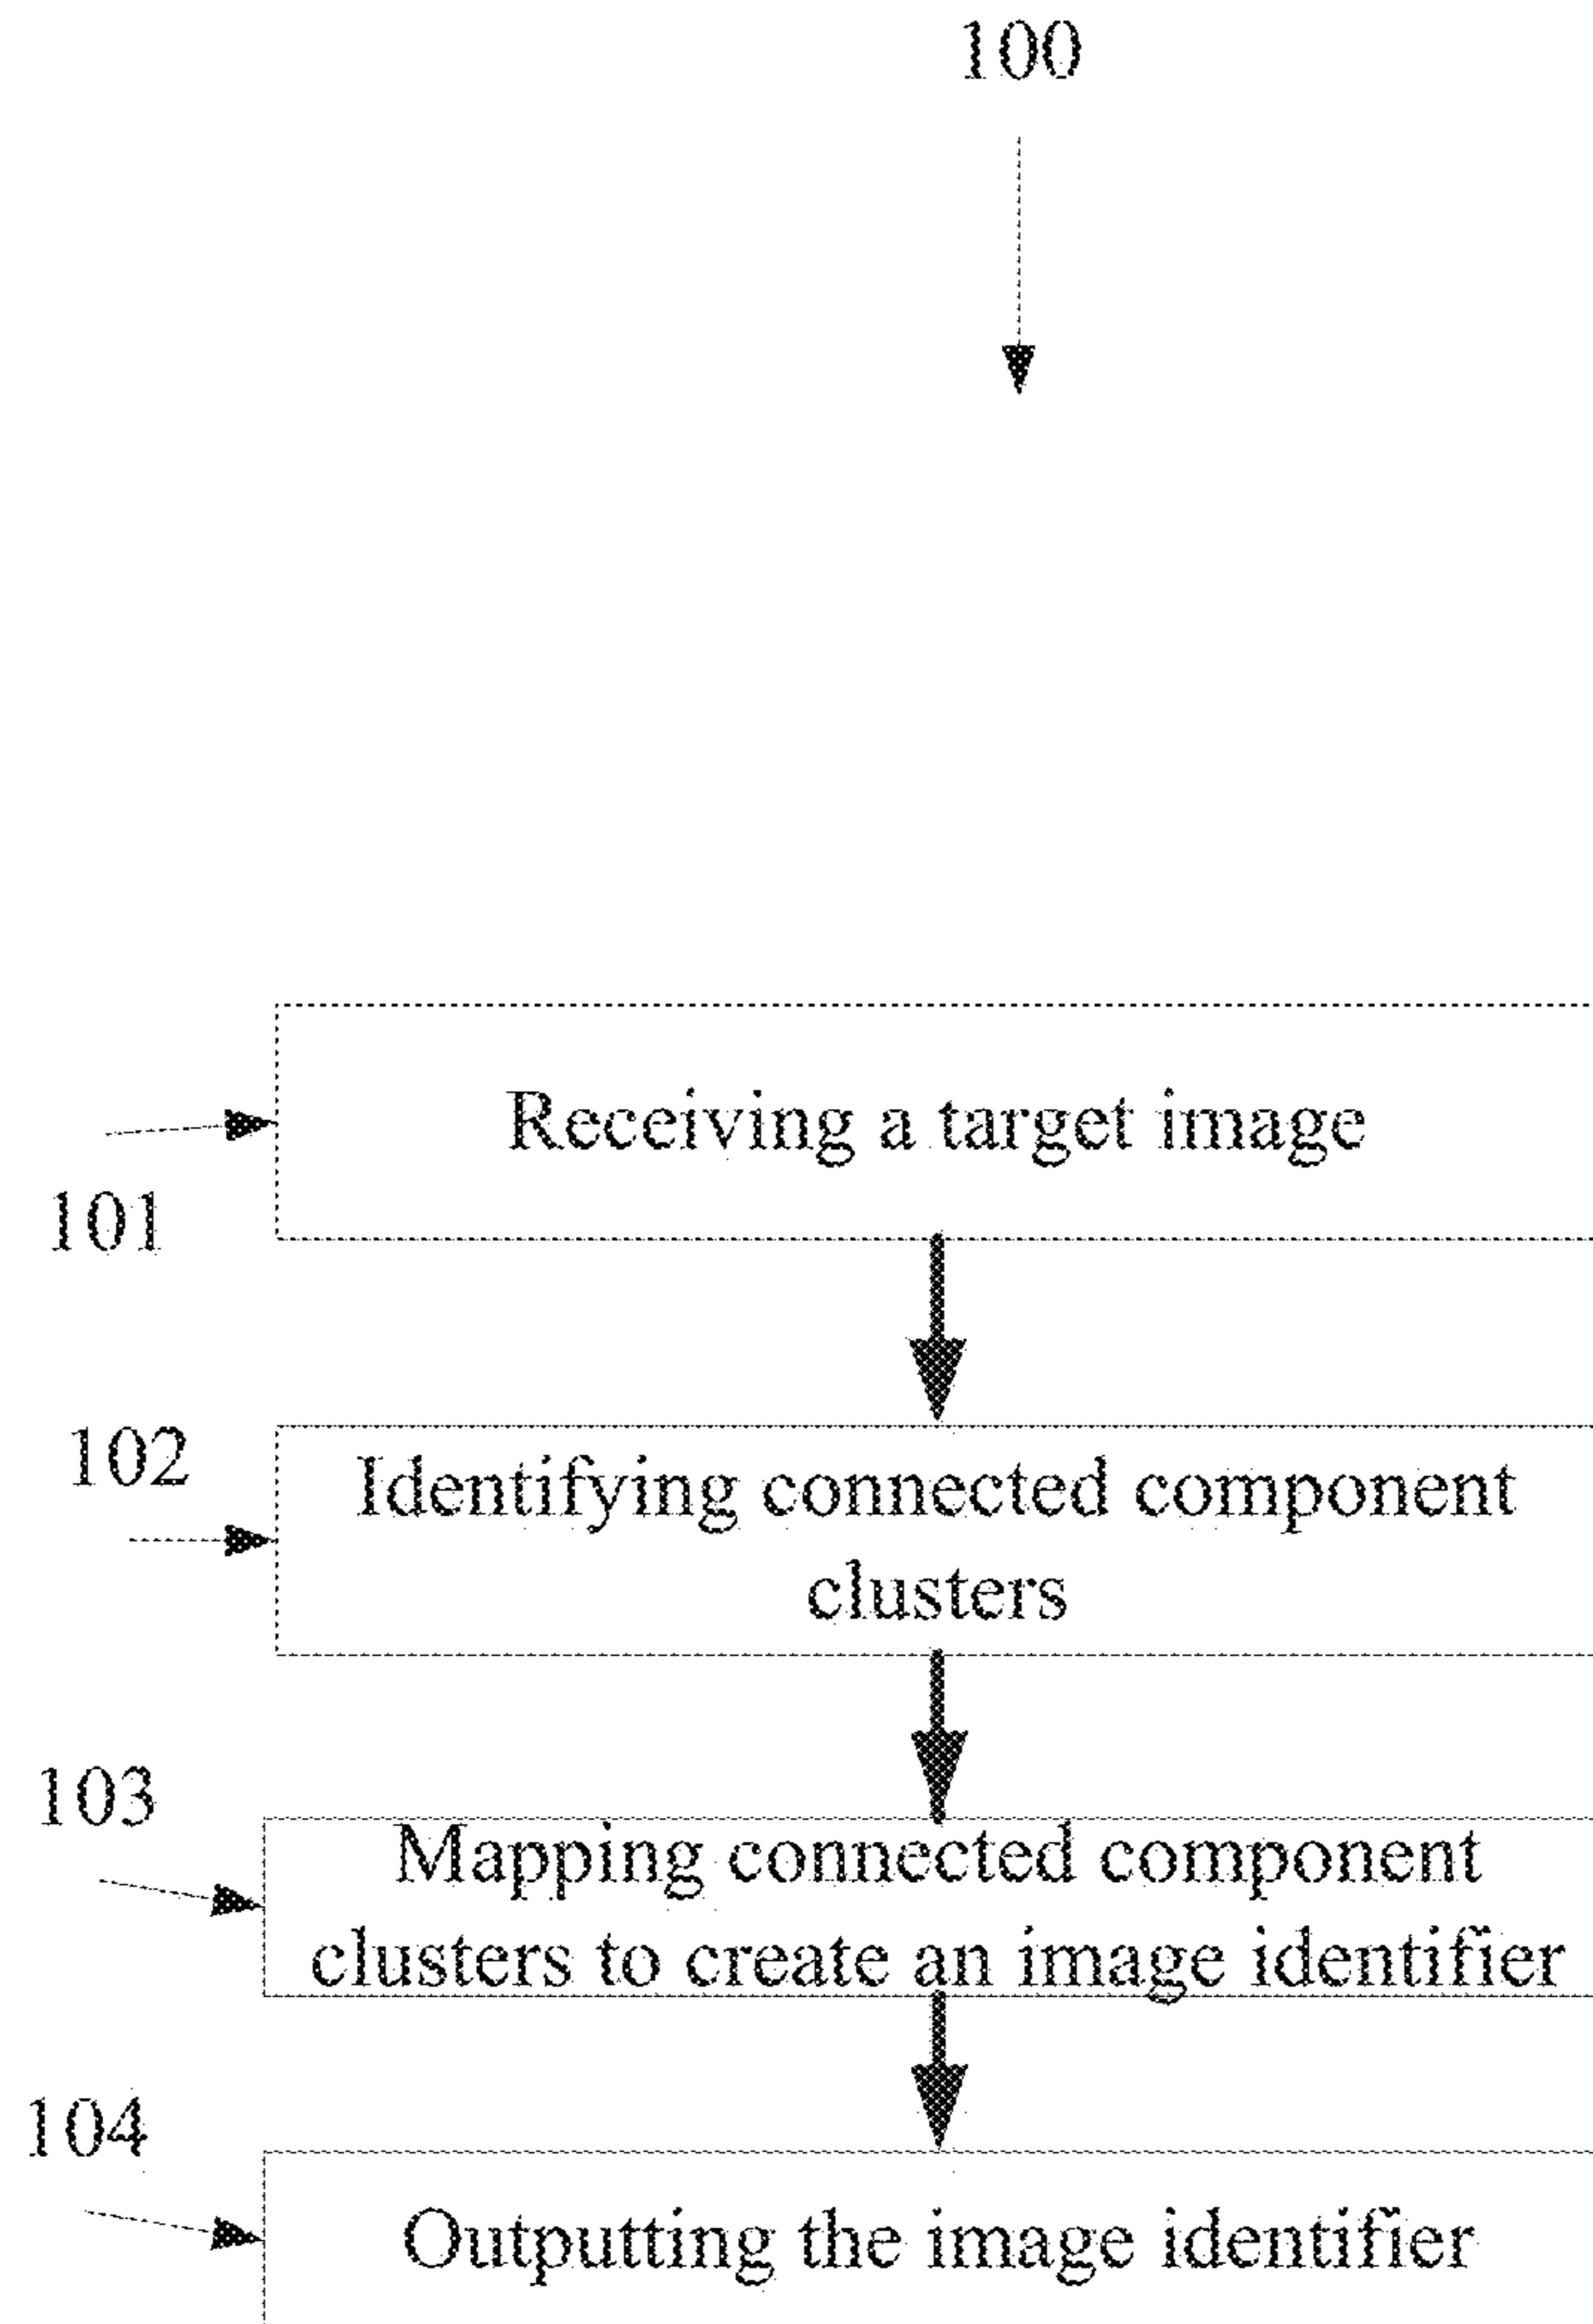 100
Receiving a target image
101
102
Identifying connected component
clusters
103
Mapping connected component
clusters to create an image identifier
104
Outputting the image identifier